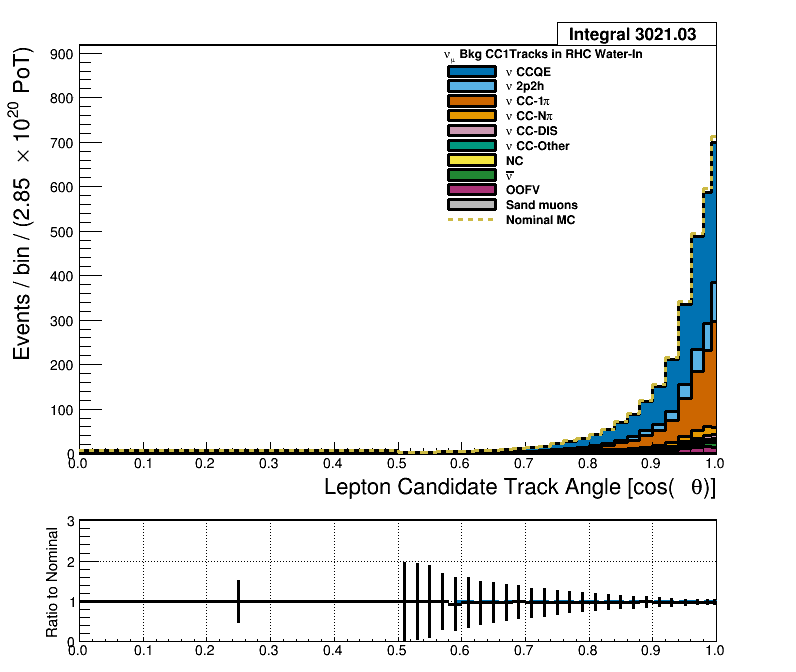 Integral 3021.03
ν_μ Bkg CC1Tracks in RHC Water-In
ν CCQE
ν 2p2h
ν CC-1π
ν CC-Nπ
ν CC-DIS
ν CC-Other
NC
ν̅
OOFV
Sand muons
Nominal MC
Events / bin / (2.85 × 10^20 PoT)
900
800
700
600
500
400
300
200
100
0
0.0 0.1 0.2 0.3 0.4 0.5 0.6 0.7 0.8 0.9 1.0
Lepton Candidate Track Angle [cos( θ)]
Ratio to Nominal
3
2
1
0
0.0 0.1 0.2 0.3 0.4 0.5 0.6 0.7 0.8 0.9 1.0